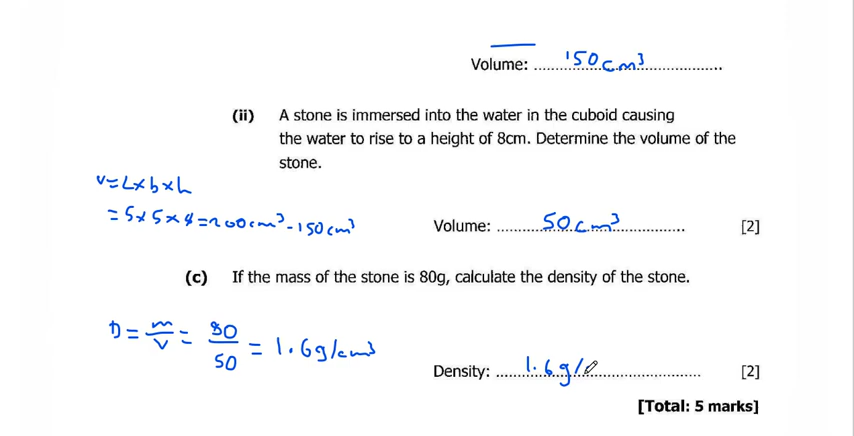 Volume: ........150cm³....................
(ii) A stone is immersed into the water in the cuboid causing
the water to rise to a height of 8cm. Determine the volume of the
stone.
V=L×b×h
=5×5×8=200cm³-150cm³
Volume: ..........50cm³.................. [2]
(c) If the mass of the stone is 80g, calculate the density of the stone.
D=m/V=80/50=1.6g/cm³
Density: .......1.6g/........................ [2]
[Total: 5 marks]